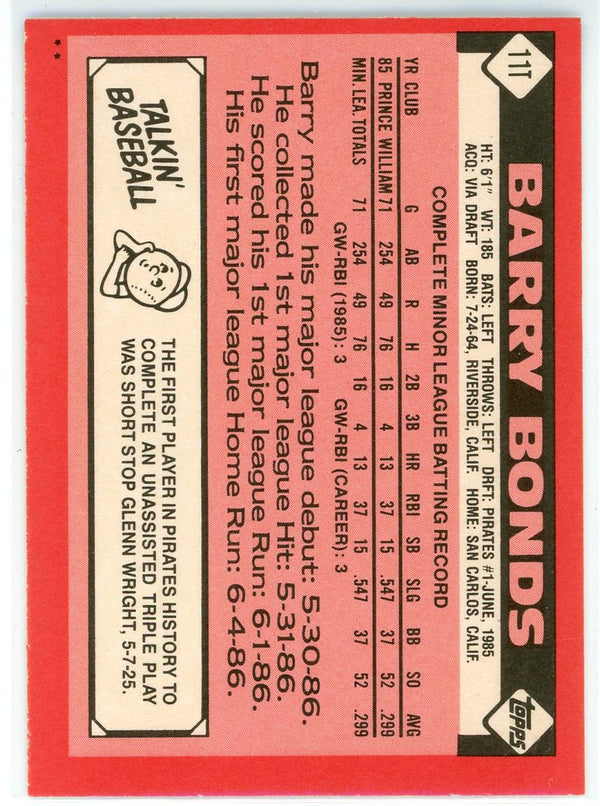 11T
BARRY BONDS
topps
HT: 6'1" WT: 185 BATS: LEFT THROWS: LEFT DRFT: PIRATES #1-JUNE, 1985
ACQ: VIA DRAFT BORN: 7-24-64, RIVERSIDE, CALIF. HOME: SAN CARLOS, CALIF.
COMPLETE MINOR LEAGUE BATTING RECORD
YR CLUB G AB R H 2B 3B HR RBI SB SLG BB SO AVG
85 PRINCE WILLIAM 71 254 49 76 16 4 13 37 15 .547 37 52 .299
MIN. LEA. TOTALS 71 254 49 76 16 4 13 37 15 .547 37 52 .299
GW-RBI (1985): 3 GW-RBI (CAREER): 3
Barry made his major league debut: 5-30-86.
He collected 1st major league Hit: 5-31-86.
He scored his 1st major league Run: 6-1-86.
His first major league Home Run: 6-4-86.
TALKIN'
BASEBALL
THE FIRST PLAYER IN PIRATES HISTORY TO
COMPLETE AN UNASSISTED TRIPLE PLAY
WAS SHORT STOP GLENN WRIGHT, 5-7-25.
**